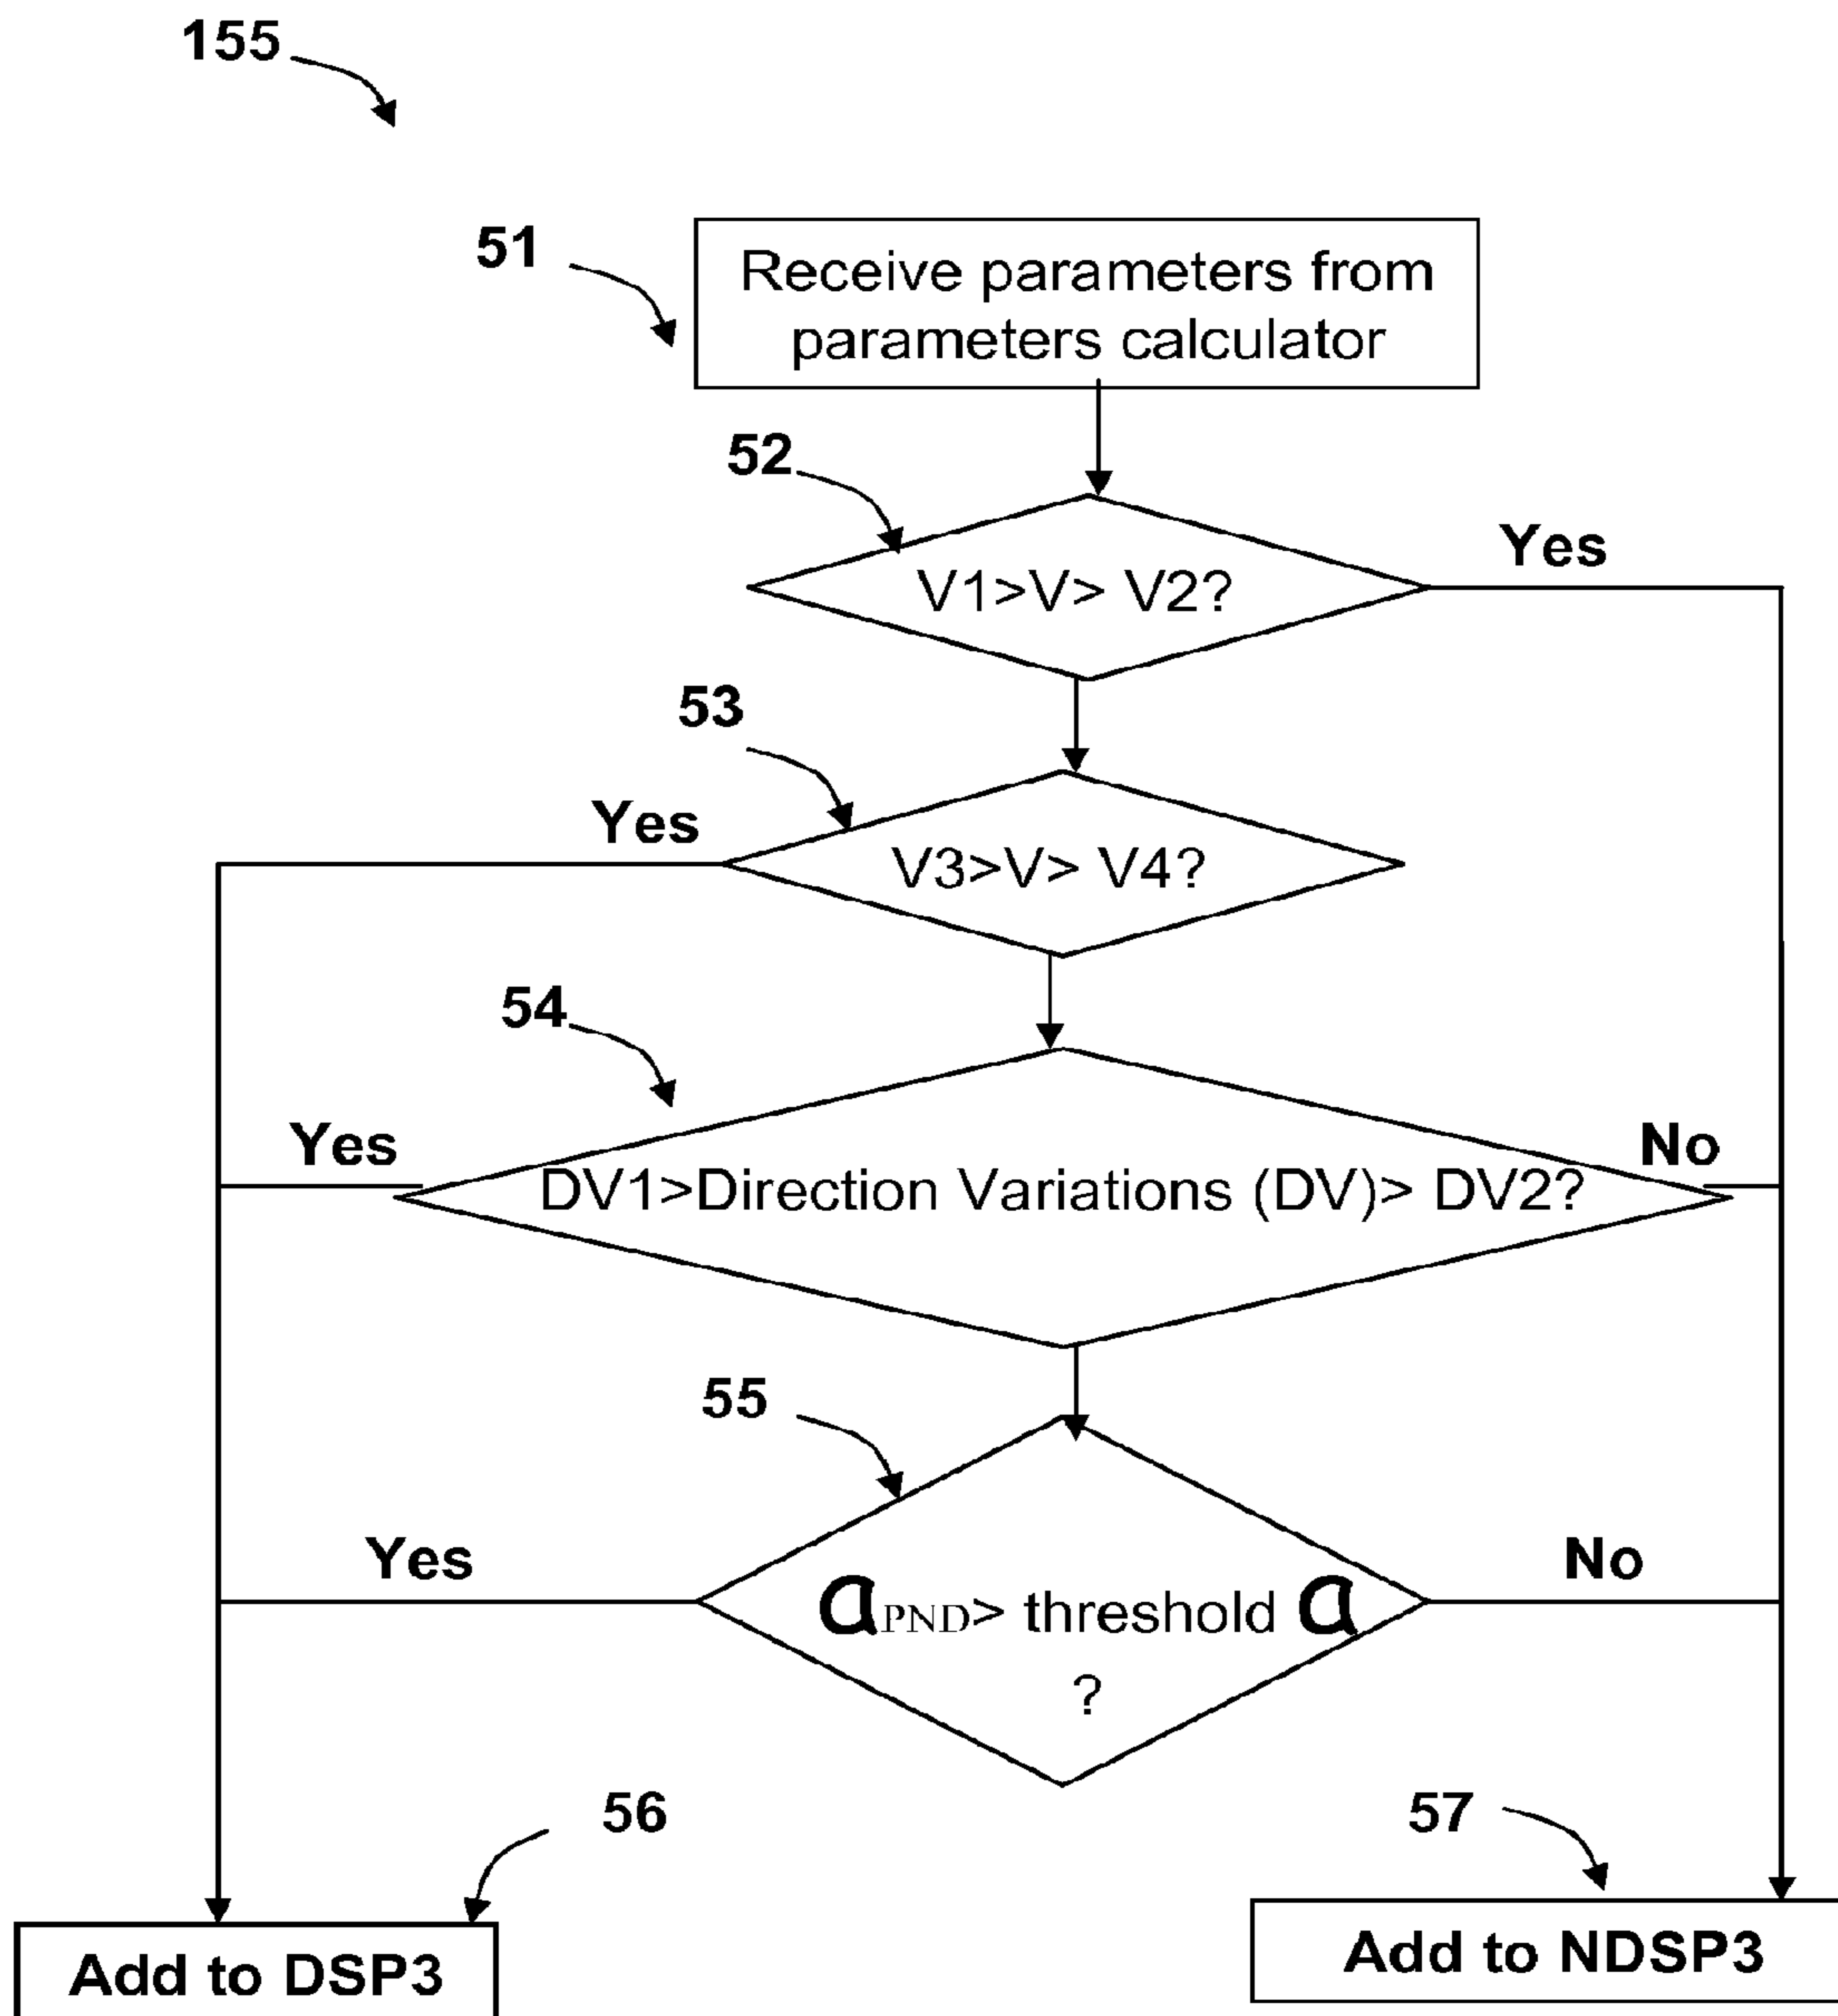 155
51
Receive parameters from
parameters calculator
52
Yes
V1>V> V2?
53
Yes
V3>V> V4?
54
Yes
No
DV1>Direction Variations (DV)> DV2?
55
Yes
No
aPND> threshold a
?
56
57
Add to DSP3
Add to NDSP3